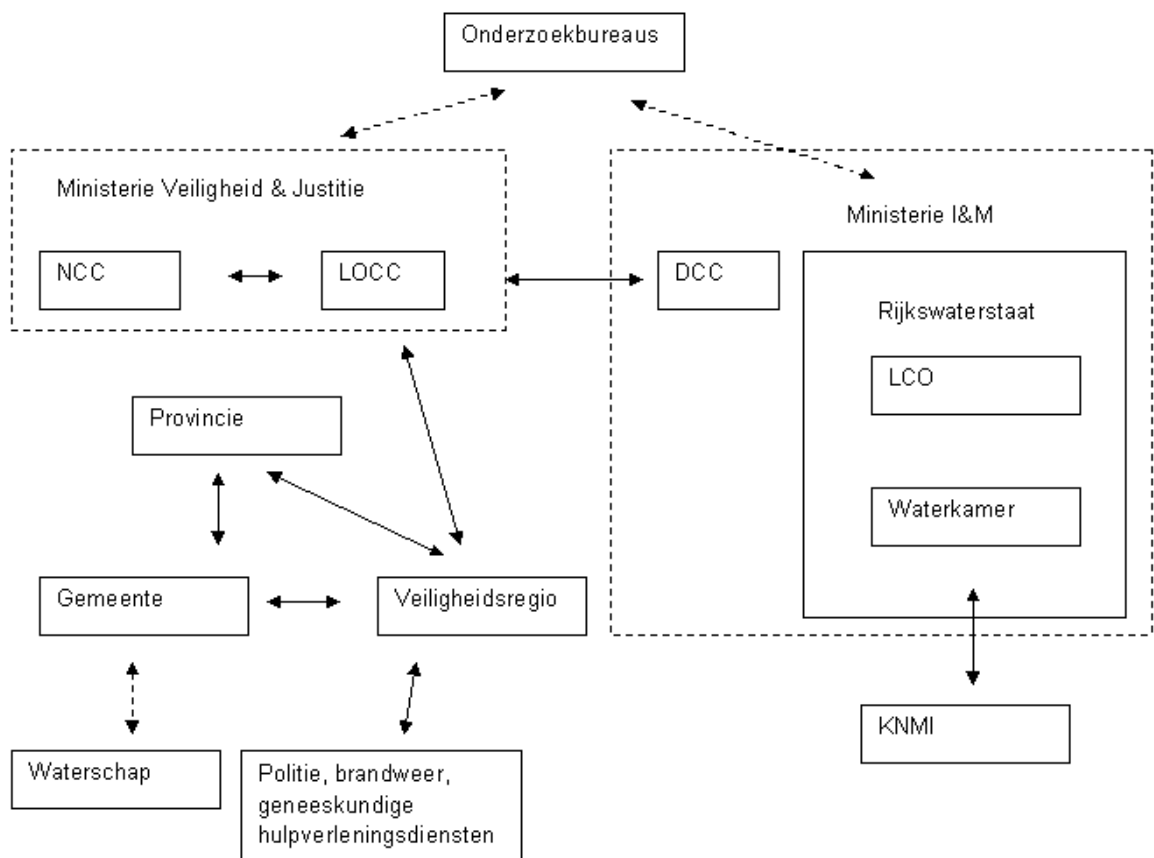 Onderzoekbureaus
Ministerie Veiligheid & Justitie
Ministerie I&M
NCC
LOCC
DCC
Rijkswaterstaat
LCO
Provincie
Waterkamer
Gemeente
Veiligheidsregio
KNMI
Waterschap
Politie, brandweer,
geneeskundige
hulpverleningsdiensten